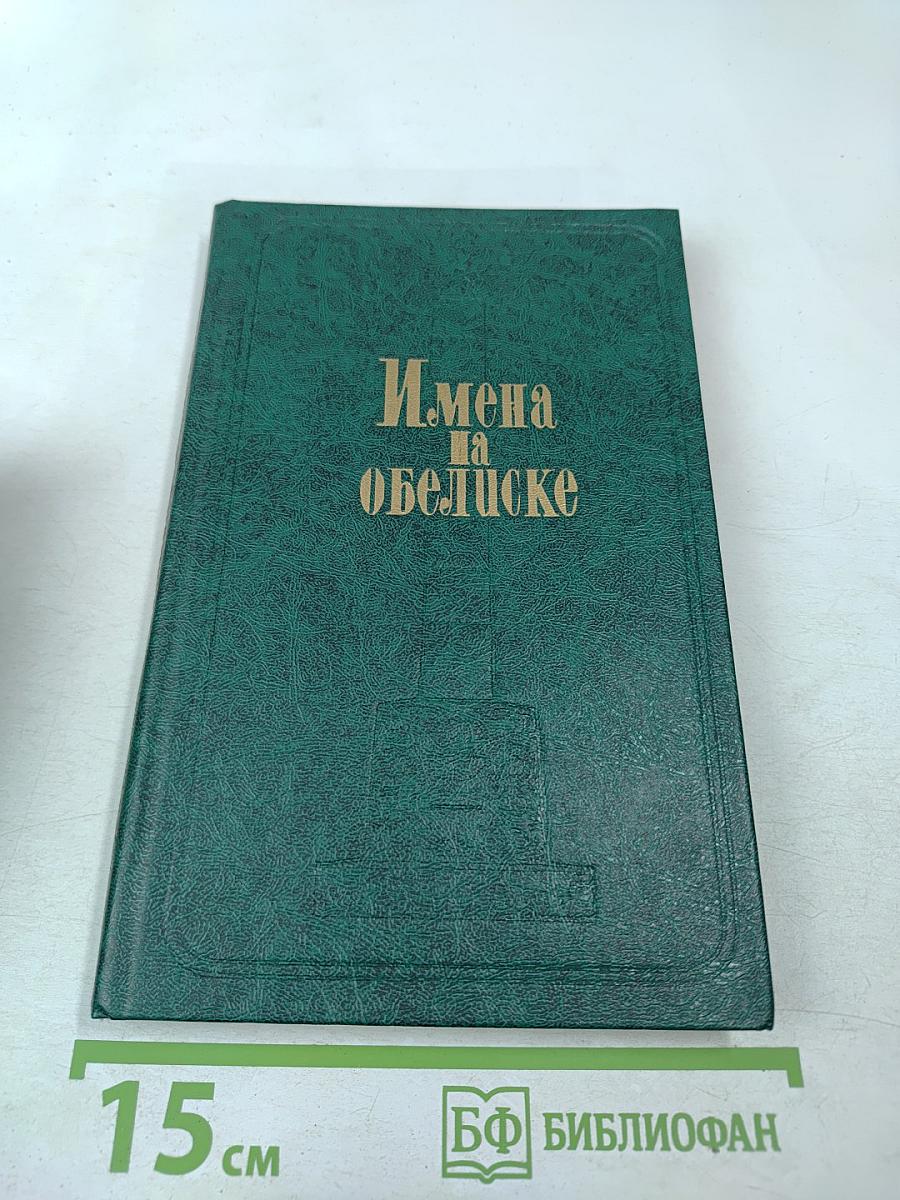 Имена
на
обелиске
15 см
БФ БИБЛИОФАН